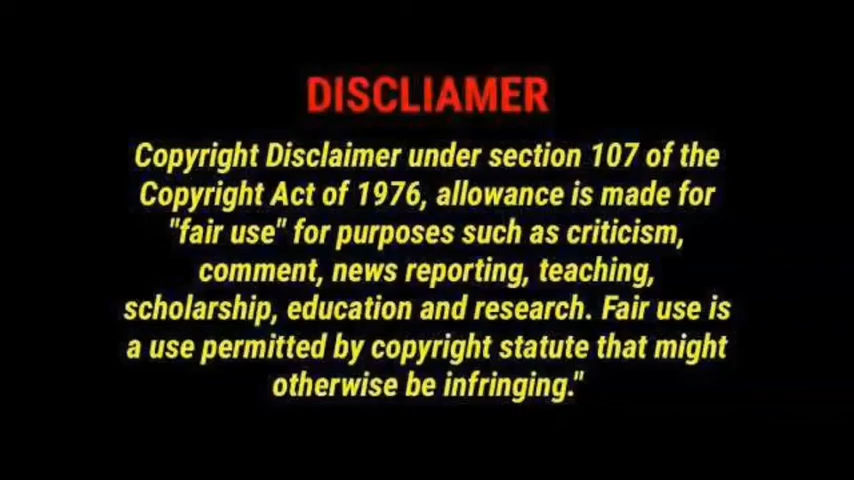 DISCLIAMER
Copyright Disclaimer under section 107 of the
Copyright Act of 1976, allowance is made for
"fair use" for purposes such as criticism,
comment, news reporting, teaching,
scholarship, education and research. Fair use is
a use permitted by copyright statute that might
otherwise be infringing."